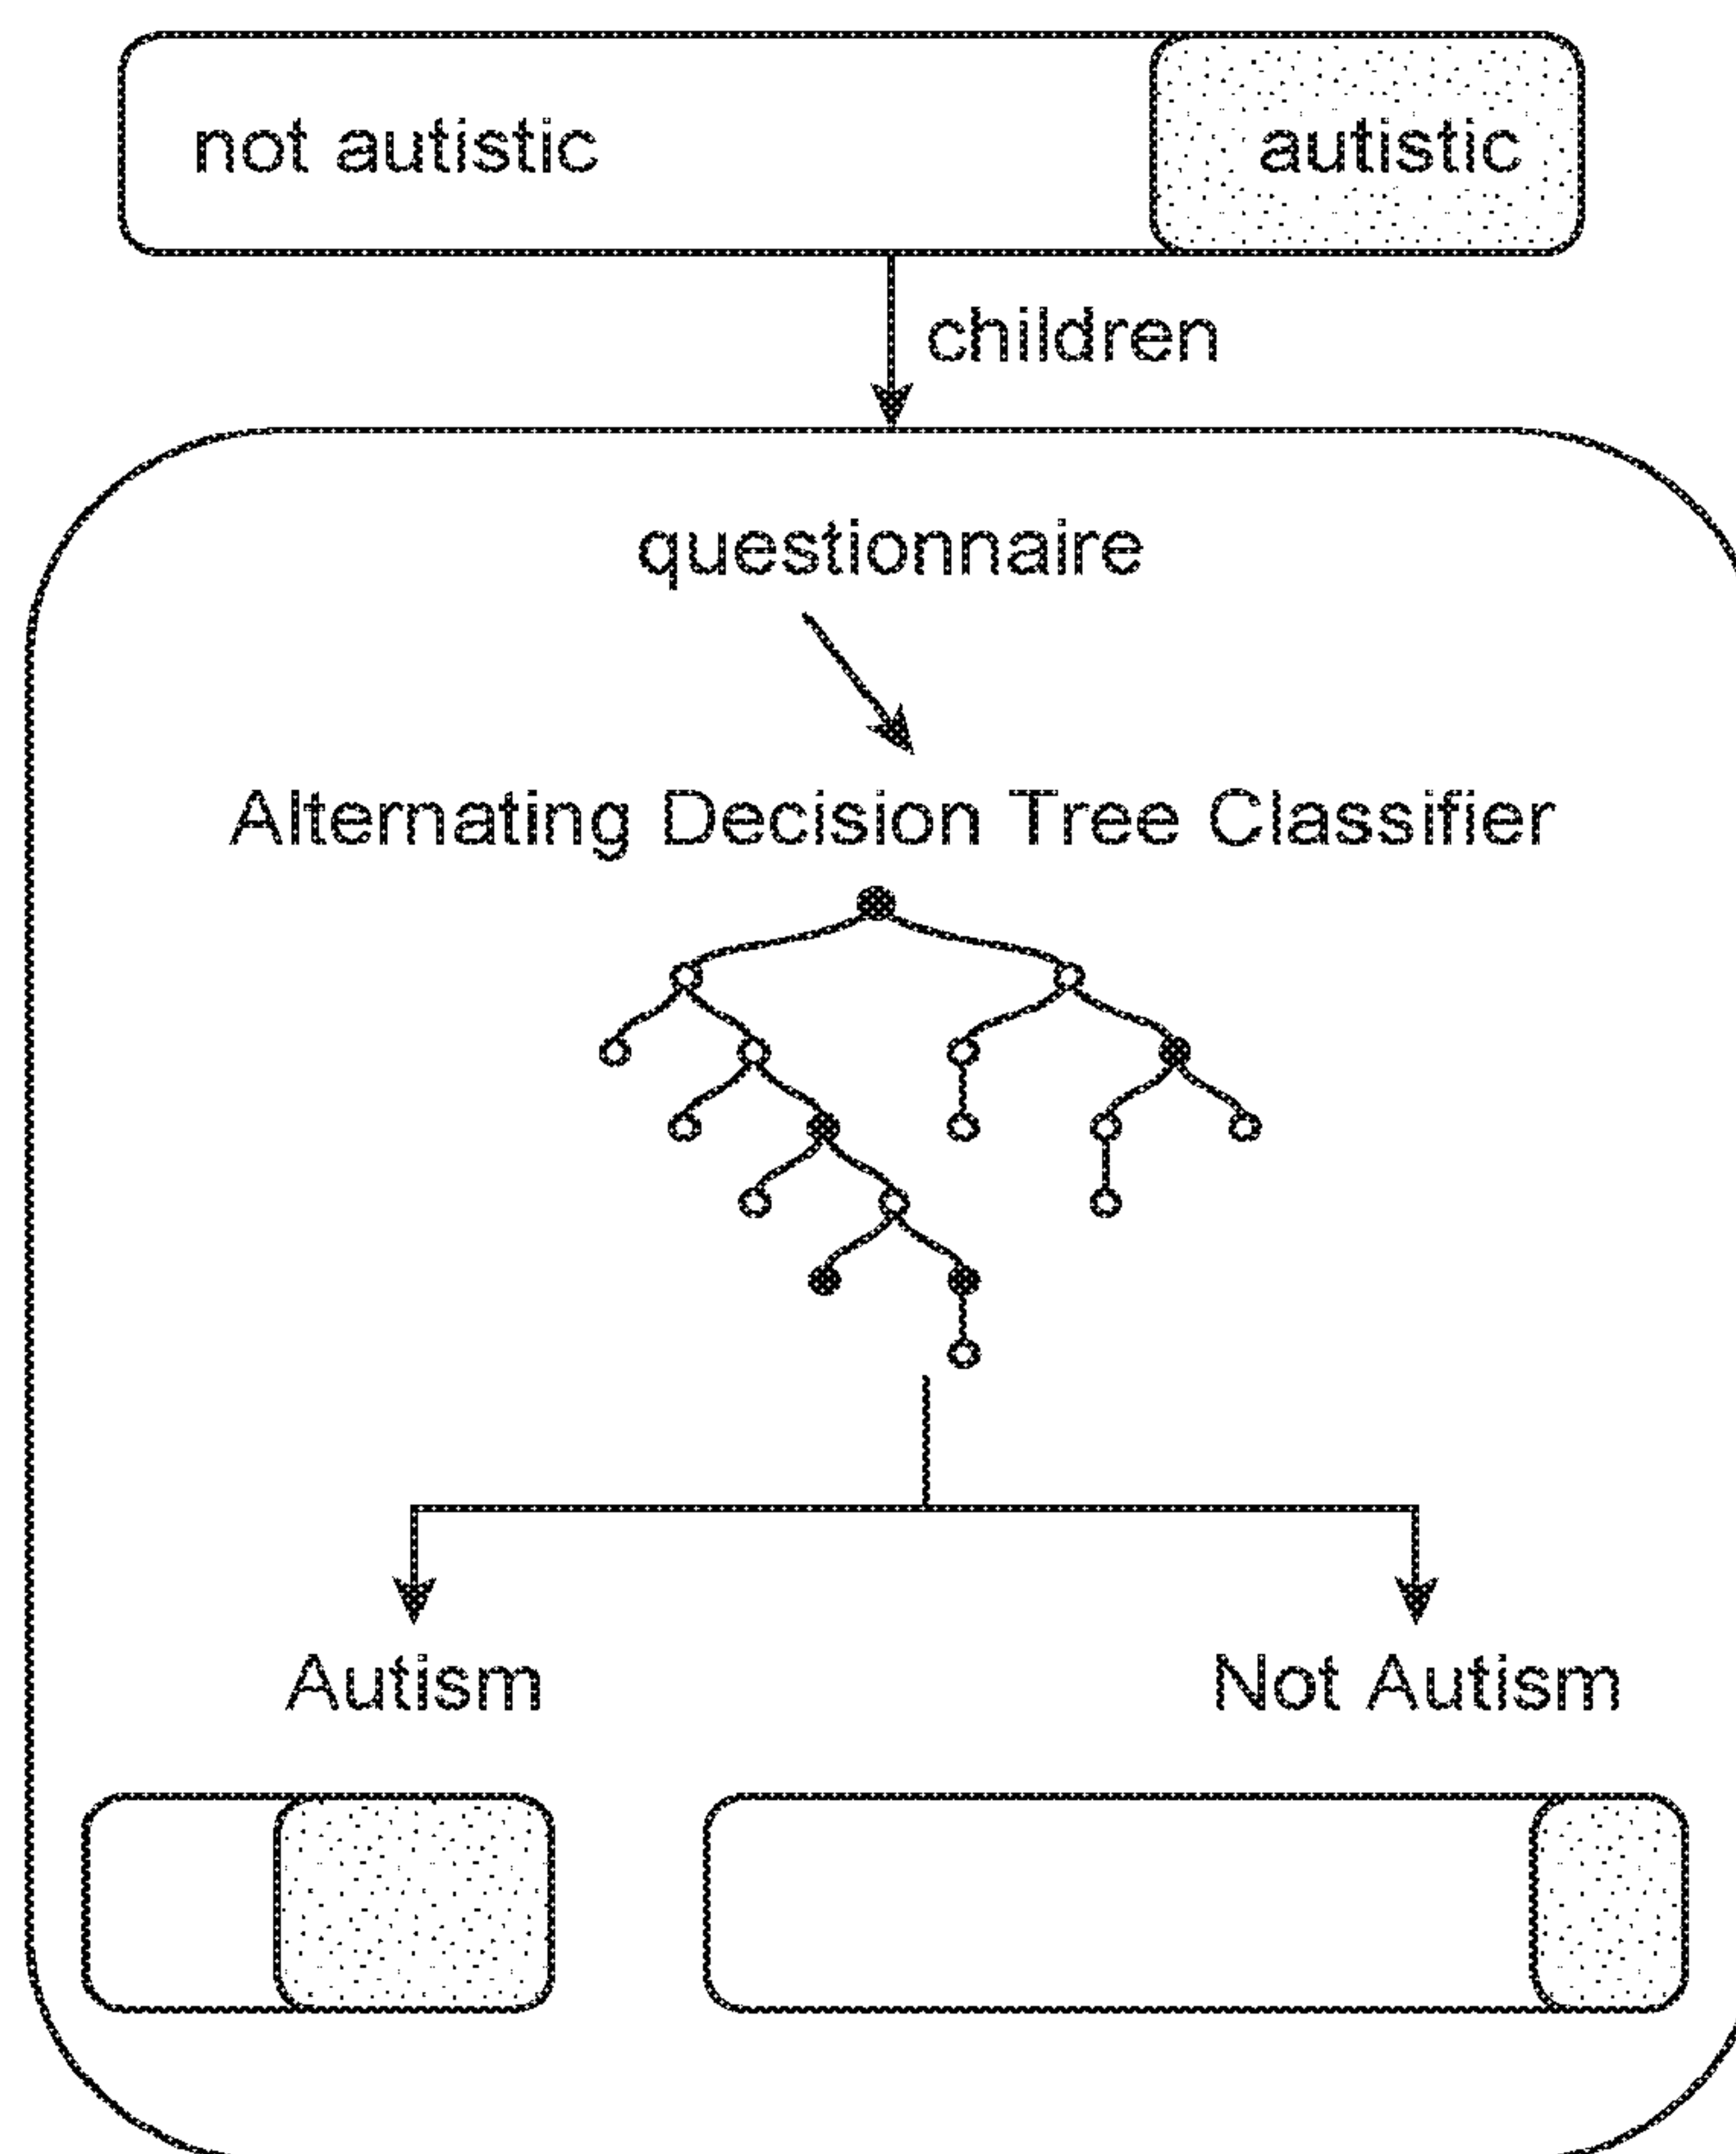 not autistic
autistic
children
questionnaire
Alternating Decision Tree Classifier
Autism
Not Autism